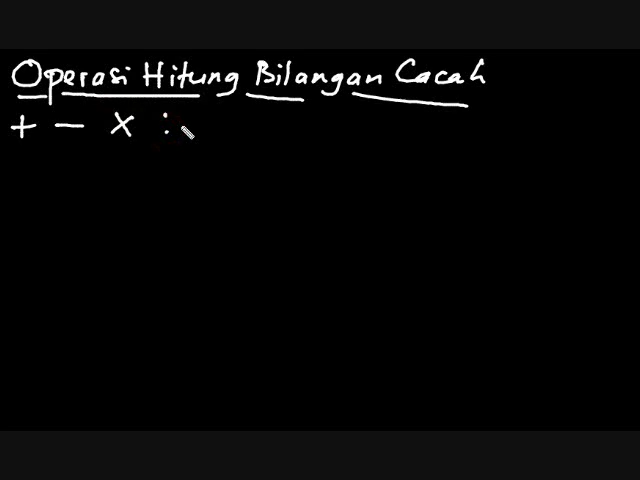 Operasi Hitung Bilangan Cacah
+ - x :